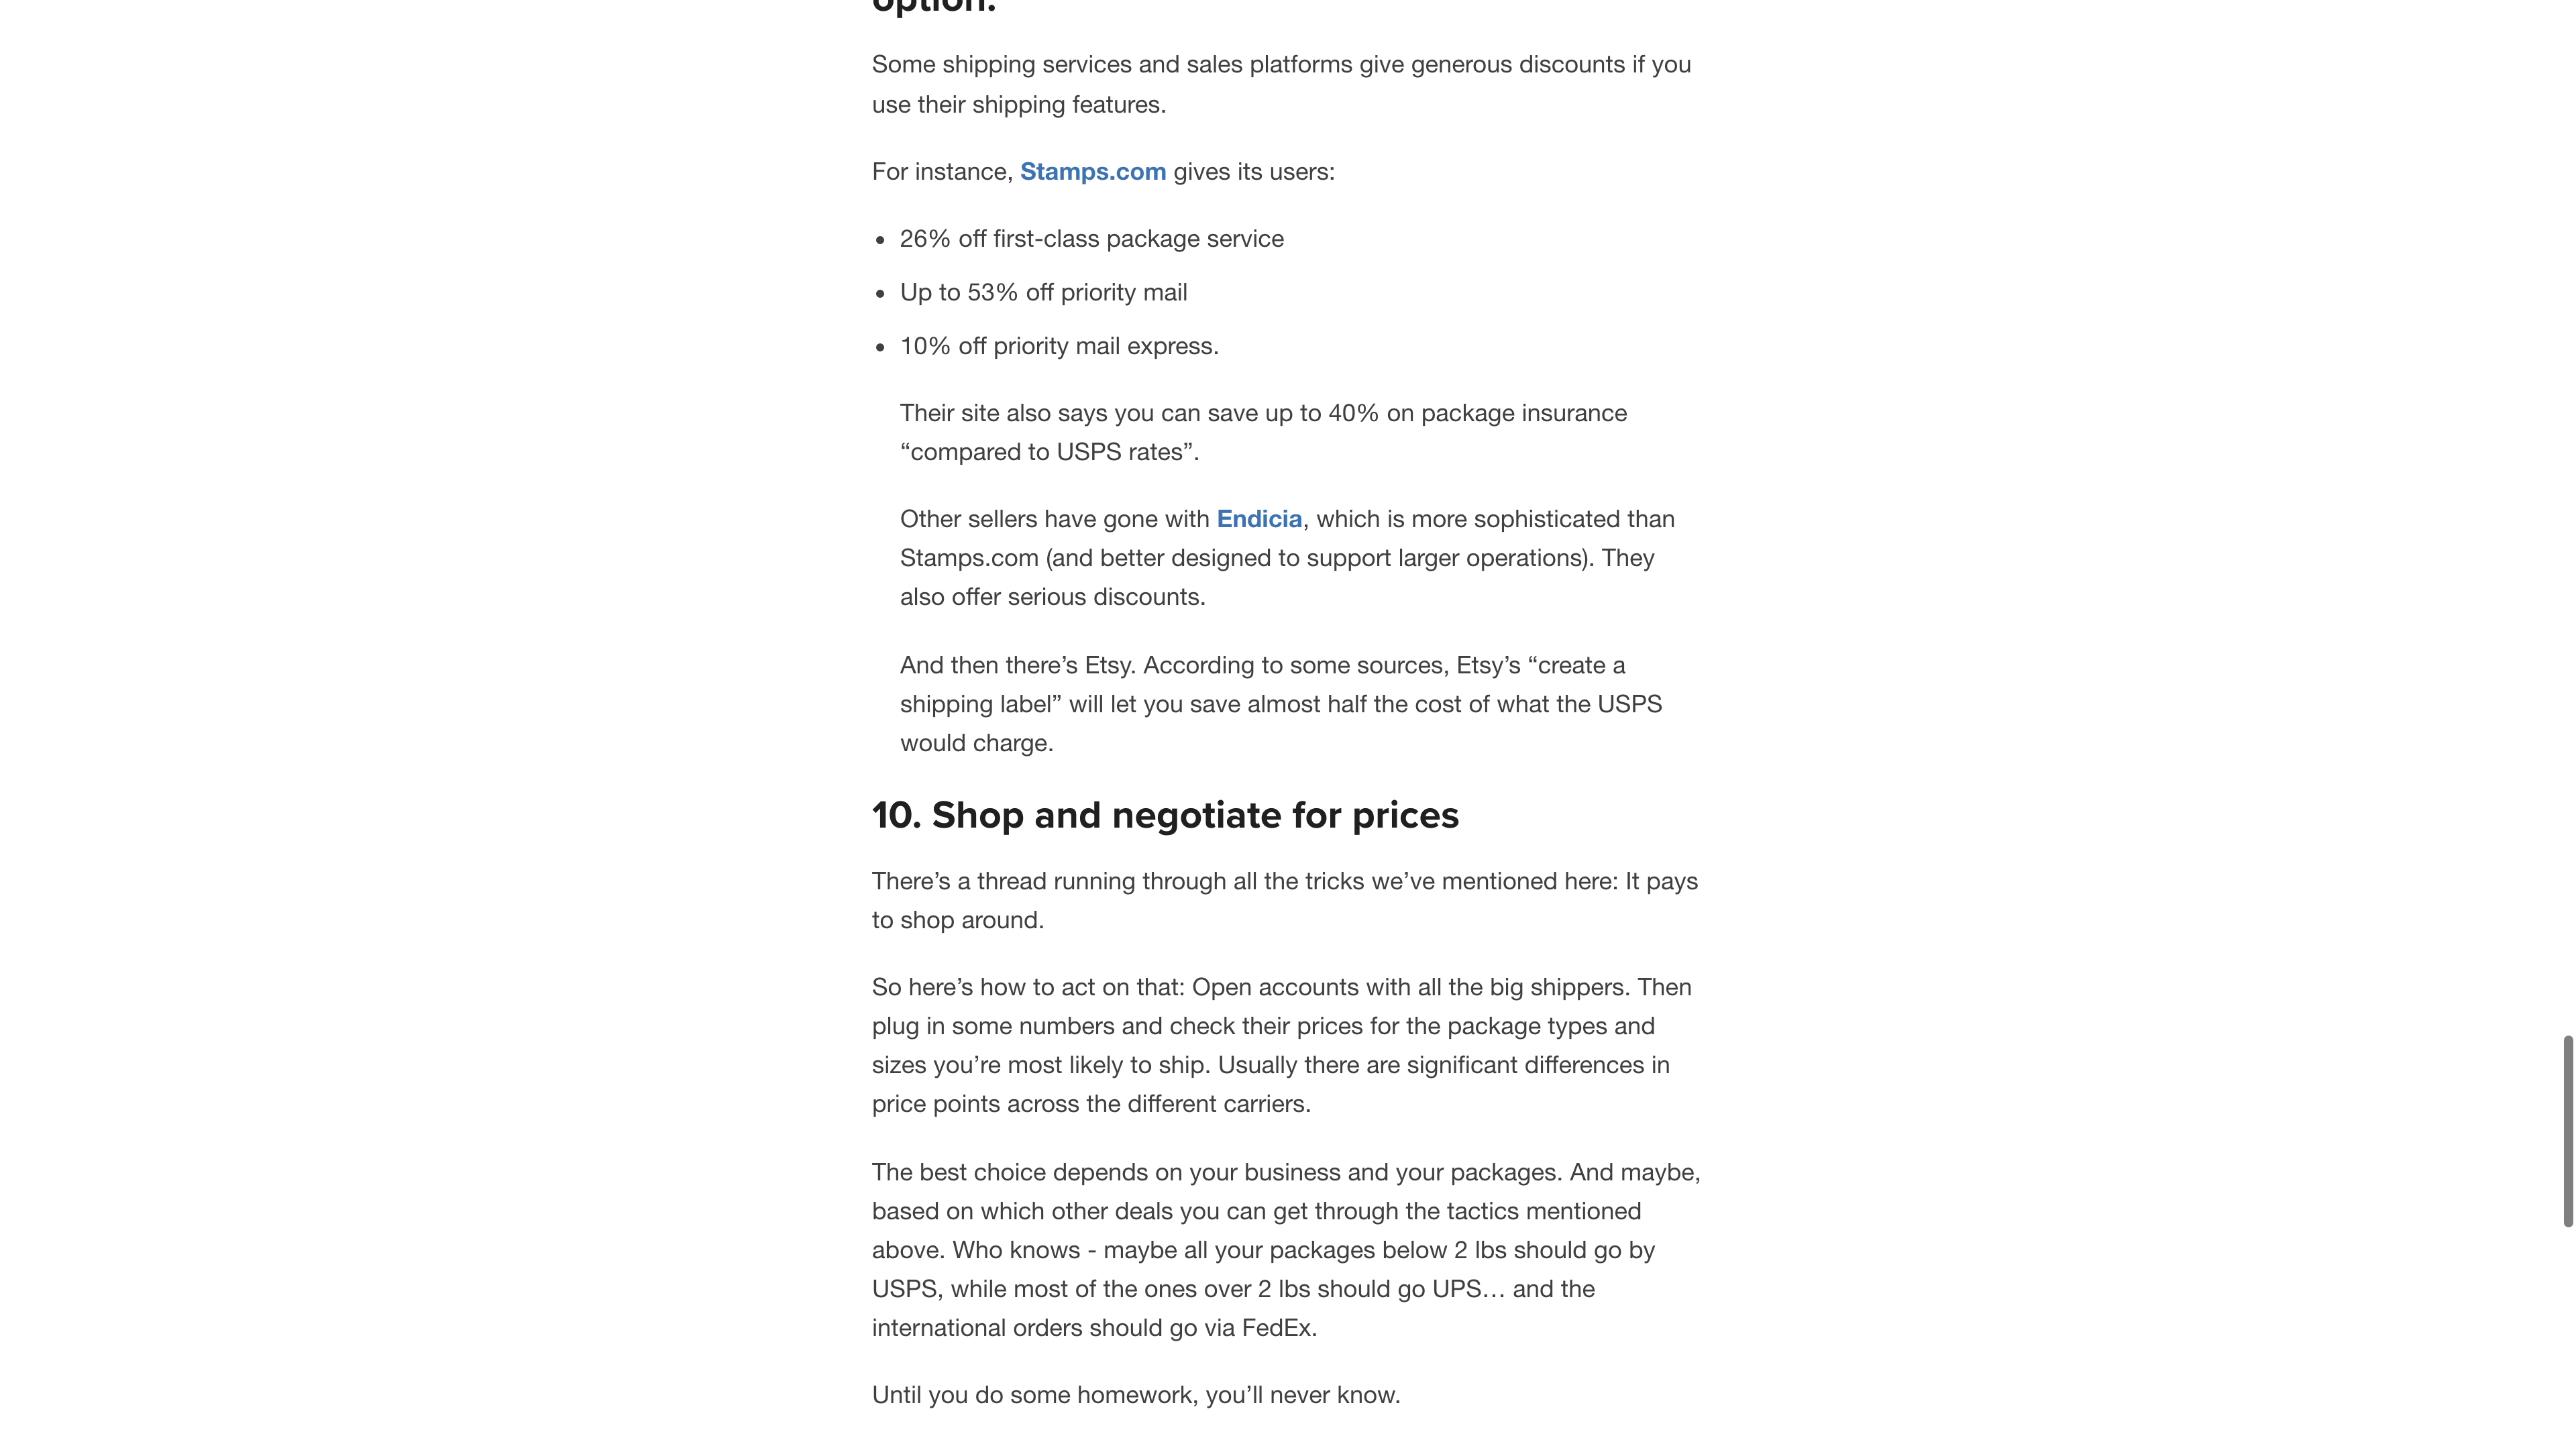 option.
Some shipping services and sales platforms give generous discounts if you
use their shipping features.
For instance, Stamps.com gives its users:
• 26% off first-class package service
• Up to 53% off priority mail
• 10% off priority mail express.
Their site also says you can save up to 40% on package insurance
“compared to USPS rates”.
Other sellers have gone with Endicia, which is more sophisticated than
Stamps.com (and better designed to support larger operations). They
also offer serious discounts.
And then there’s Etsy. According to some sources, Etsy’s “create a
shipping label” will let you save almost half the cost of what the USPS
would charge.
10. Shop and negotiate for prices
There’s a thread running through all the tricks we’ve mentioned here: It pays
to shop around.
So here’s how to act on that: Open accounts with all the big shippers. Then
plug in some numbers and check their prices for the package types and
sizes you’re most likely to ship. Usually there are significant differences in
price points across the different carriers.
The best choice depends on your business and your packages. And maybe,
based on which other deals you can get through the tactics mentioned
above. Who knows - maybe all your packages below 2 lbs should go by
USPS, while most of the ones over 2 lbs should go UPS… and the
international orders should go via FedEx.
Until you do some homework, you’ll never know.